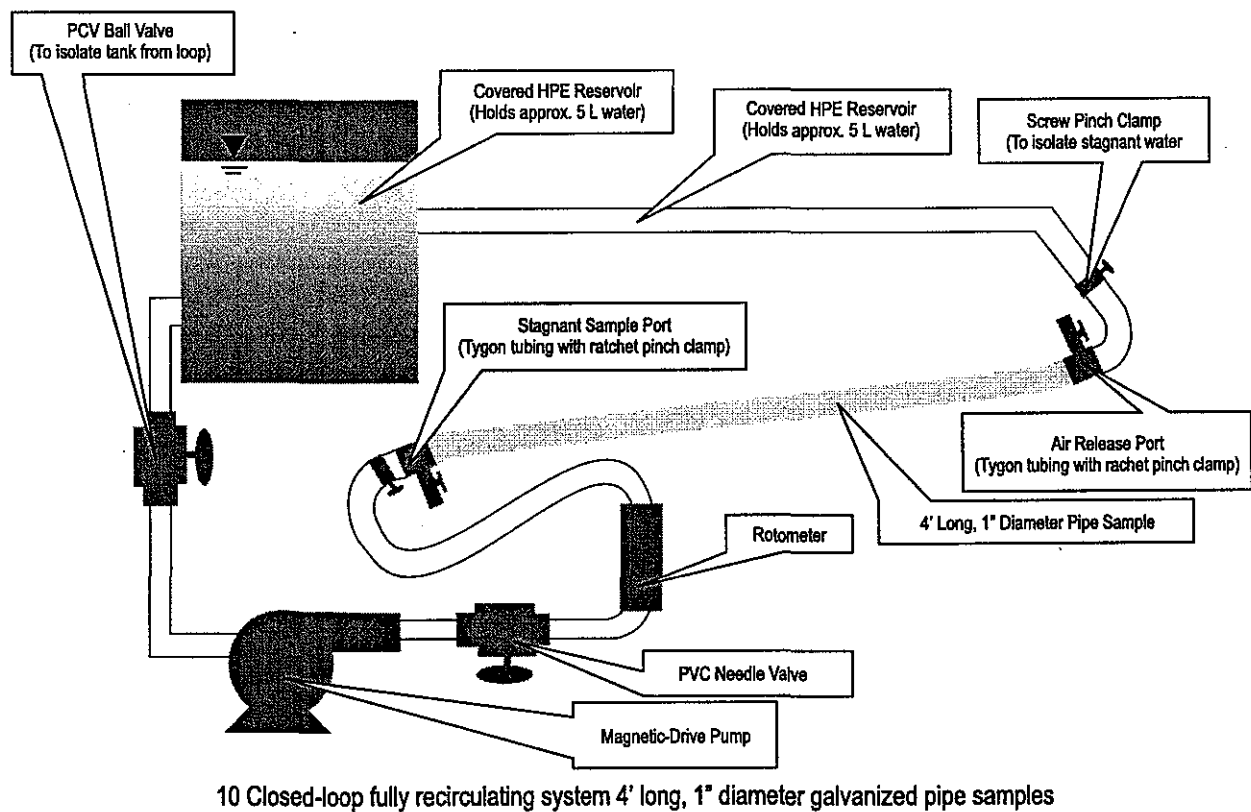 PCV Ball Valve
(To isolate tank from loop)
Covered HPE Reservoir
(Holds approx. 5 L water)
Covered HPE Reservoir
(Holds approx. 5 L water)
Screw Pinch Clamp
(To isolate stagnant water
Stagnant Sample Port
(Tygon tubing with ratchet pinch clamp)
Air Release Port
(Tygon tubing with rachet pinch clamp)
4' Long, 1" Diameter Pipe Sample
Rotometer
PVC Needle Valve
Magnetic-Drive Pump
10 Closed-loop fully recirculating system 4' long, 1" diameter galvanized pipe samples